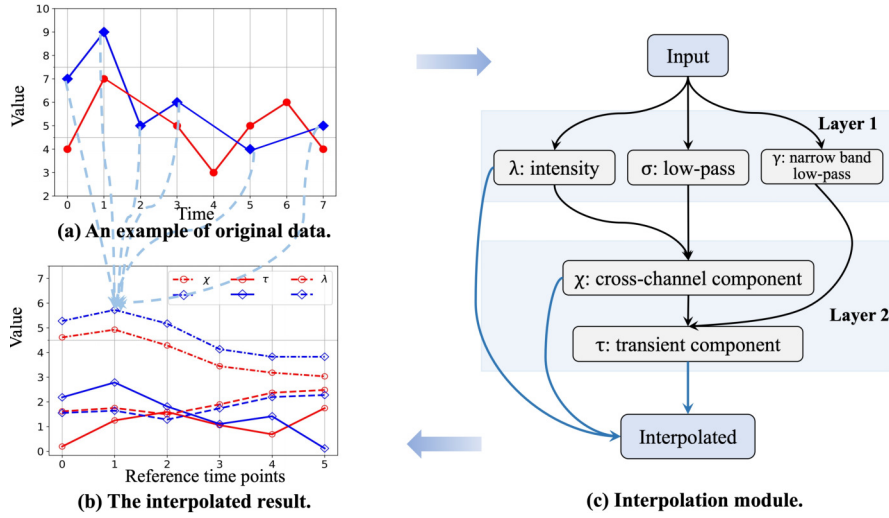 10
9
8
7
6
5
4
3
2
Value
0 1 2 3 4 5 6 7
Time
(a) An example of original data.
7
6
5
4
3
2
1
0
Value
χ τ λ
0 1 2 3 4 5
Reference time points
(b) The interpolated result.
Input
Layer 1
λ: intensity
σ: low-pass
γ: narrow band
low-pass
χ: cross-channel component
Layer 2
τ: transient component
Interpolated
(c) Interpolation module.